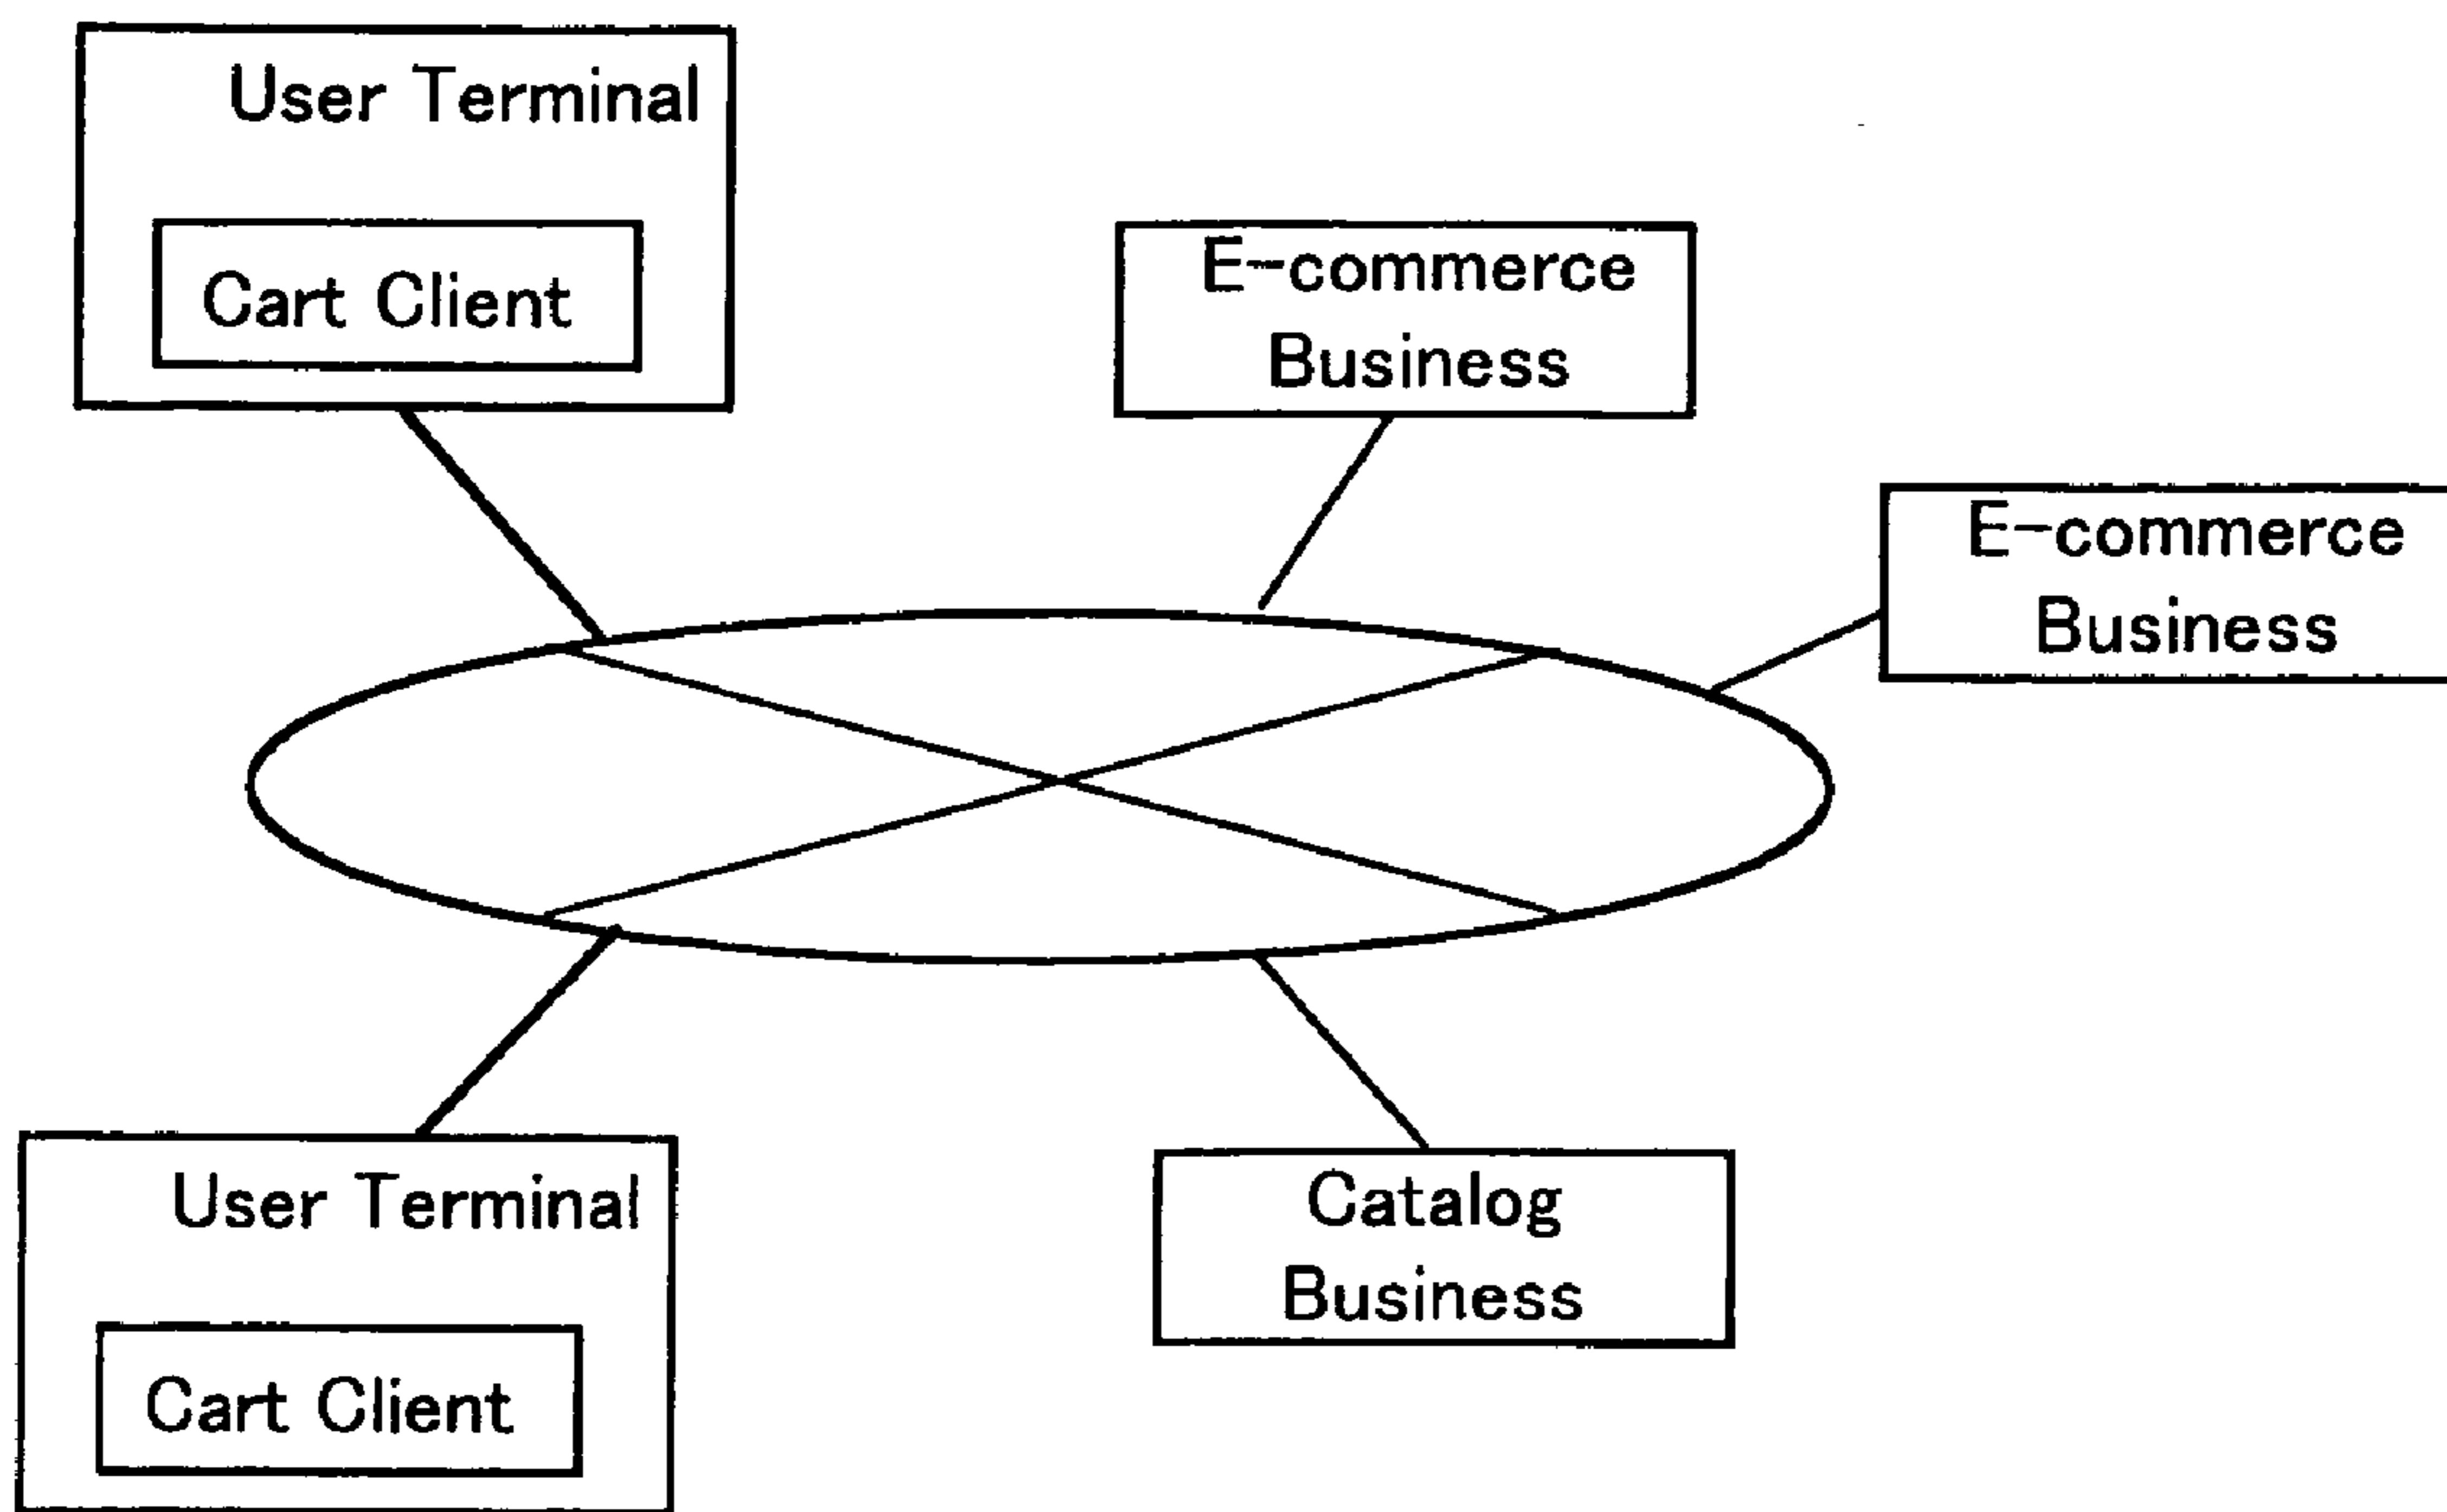 User Terminal
Cart Client
E-commerce
Business
E-commerce
Business
User Terminal
Cart Client
Catalog
Business